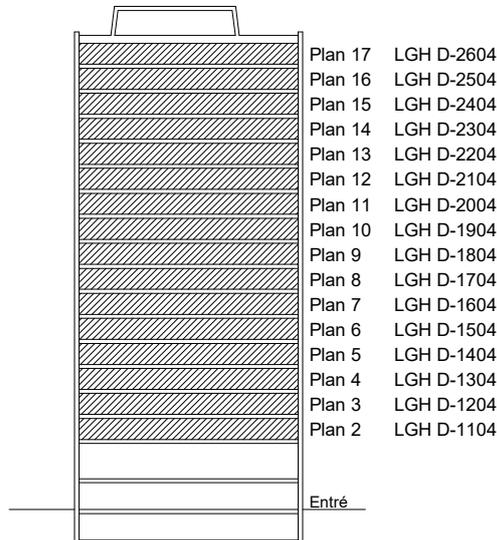 Plan 17 LGH D-2604
Plan 16 LGH D-2504
Plan 15 LGH D-2404
Plan 14 LGH D-2304
Plan 13 LGH D-2204
Plan 12 LGH D-2104
Plan 11 LGH D-2004
Plan 10 LGH D-1904
Plan 9 LGH D-1804
Plan 8 LGH D-1704
Plan 7 LGH D-1604
Plan 6 LGH D-1504
Plan 5 LGH D-1404
Plan 4 LGH D-1304
Plan 3 LGH D-1204
Plan 2 LGH D-1104
Entré